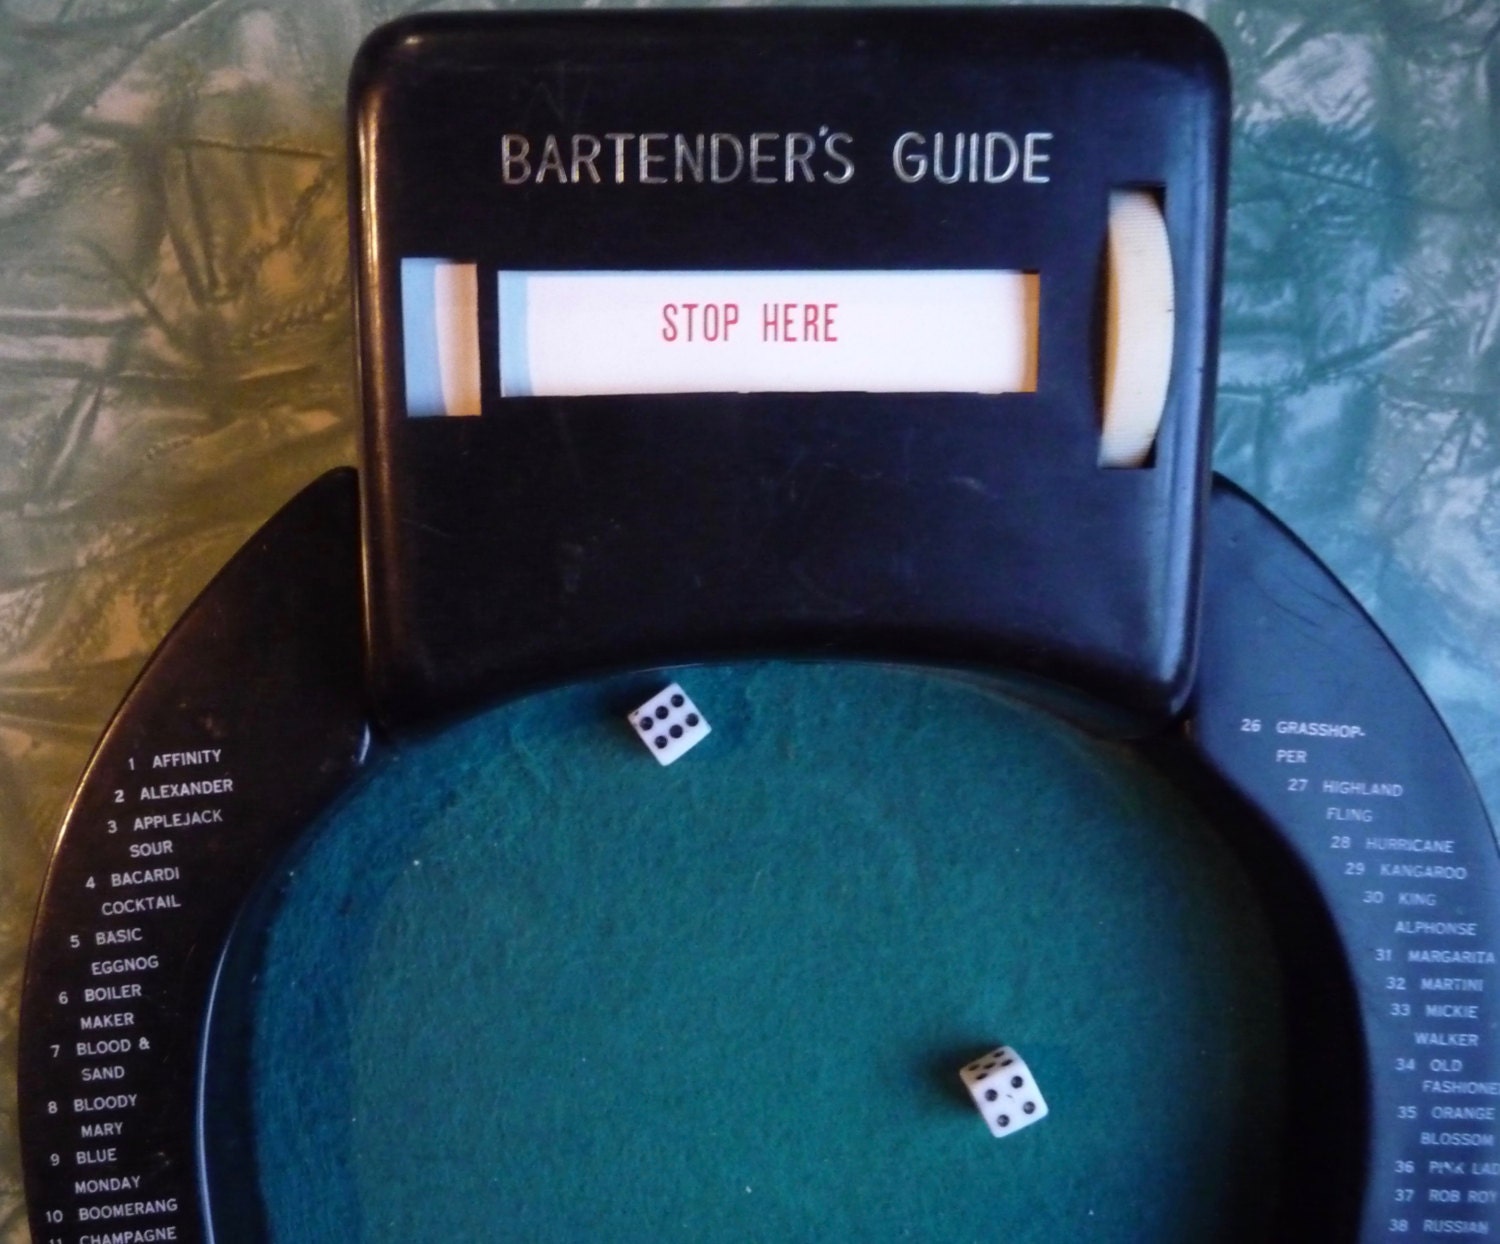 BARTENDER'S GUIDE
STOP HERE
1 AFFINITY
2 ALEXANDER
3 APPLEJACK
SOUR
4 BACARDI
COCKTAIL
5 BASIC
EGGNOG
6 BOILER
MAKER
7 BLOOD &
SAND
8 BLOODY
MARY
9 BLUE
MONDAY
10 BOOMERANG
11 CHAMPAGNE
26 GRASSHOP-
PER
27 HIGHLAND
FLING
28 HURRICANE
29 KANGAROO
30 KING
ALPHONSE
31 MARGARITA
32 MARTINI
33 MICKIE
WALKER
34 OLD
FASHIONE
35 ORANGE
BLOSSOM
36 PINK LAD
37 ROB ROY
38 RUSSIAN